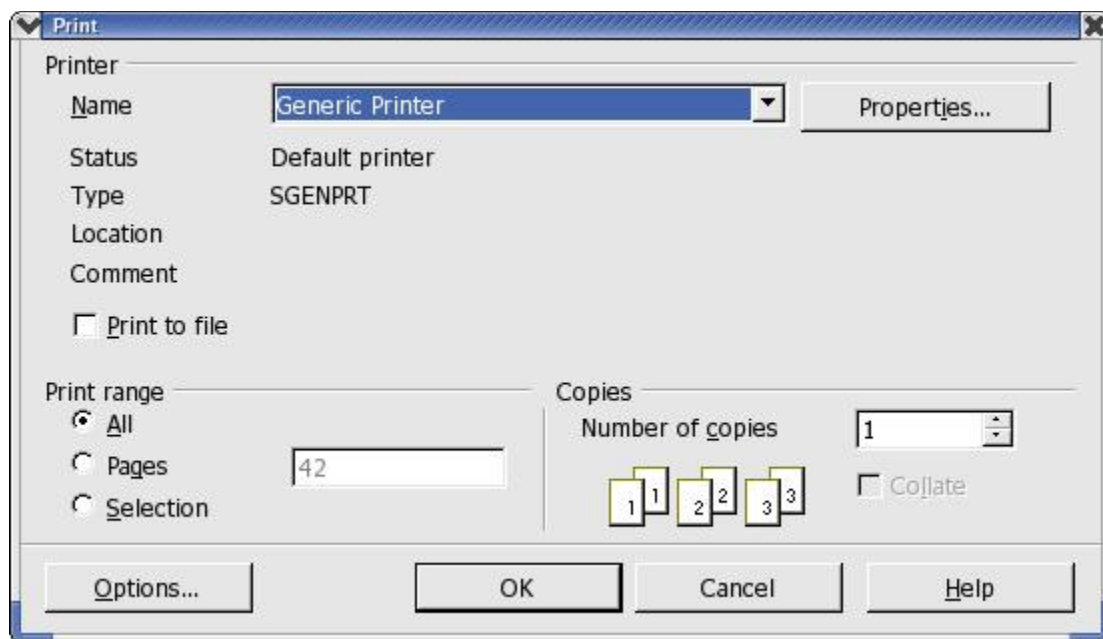 Print
Printer
Name Generic Printer Properties...
Status Default printer
Type SGENPRT
Location
Comment
Print to file
Print range
All
Pages 42
Selection
Copies
Number of copies 1
1 1 2 2 3 3 Collate
Options... OK Cancel Help